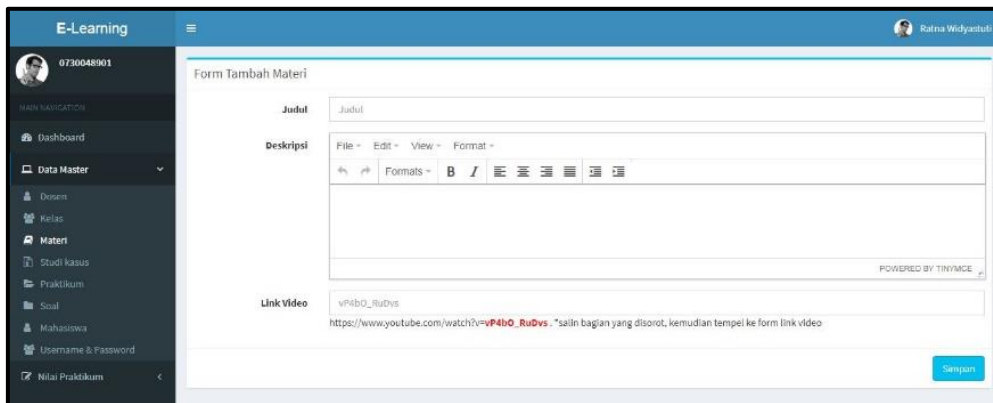 E-Learning
Ratna Widyastuti
0730048901
MAIN NAVIGATION
Dashboard
Data Master
Dosen
Kelas
Materi
Studi kasus
Praktikum
Soal
Mahasiswa
Username & Password
Nilai Praktikum
Form Tambah Materi
Judul
Judul
Deskripsi
File Edit View Format
Formats B I
POWERED BY TINYMCE
Link Video
vP4bO_RuDvs
https://www.youtube.com/watch?v=vP4bO_RuDvs . *salin bagian yang disorot, kemudian tempel ke form link video
Simpan